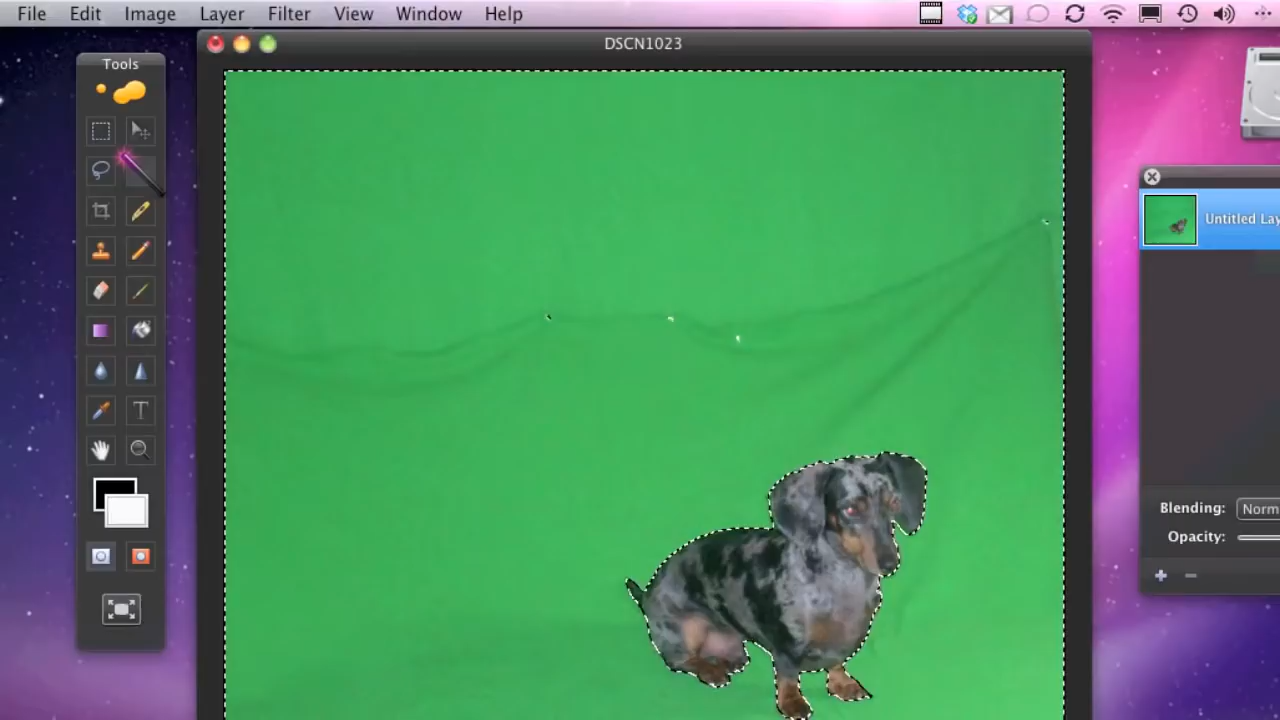 File Edit Image Layer Filter View Window Help
DSCN1023
Tools
Untitled Lay
T
Blending: Norm
Opacity: